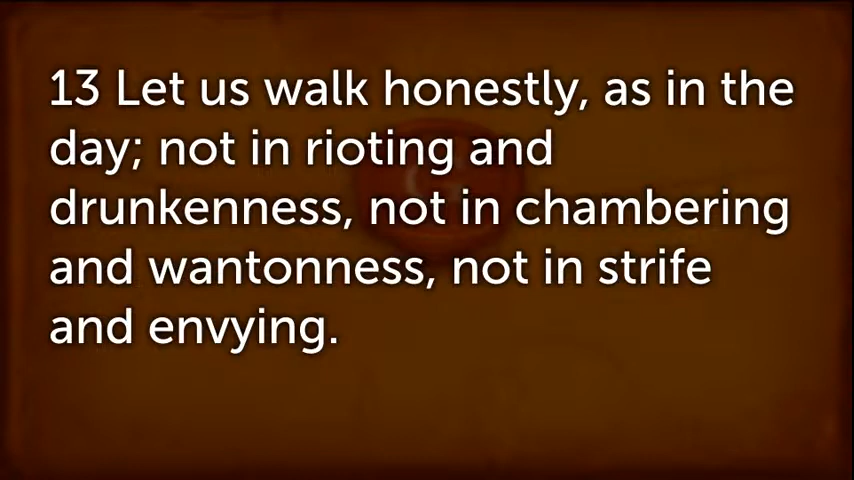 13 Let us walk honestly, as in the
day; not in rioting and
drunkenness, not in chambering
and wantonness, not in strife
and envying.